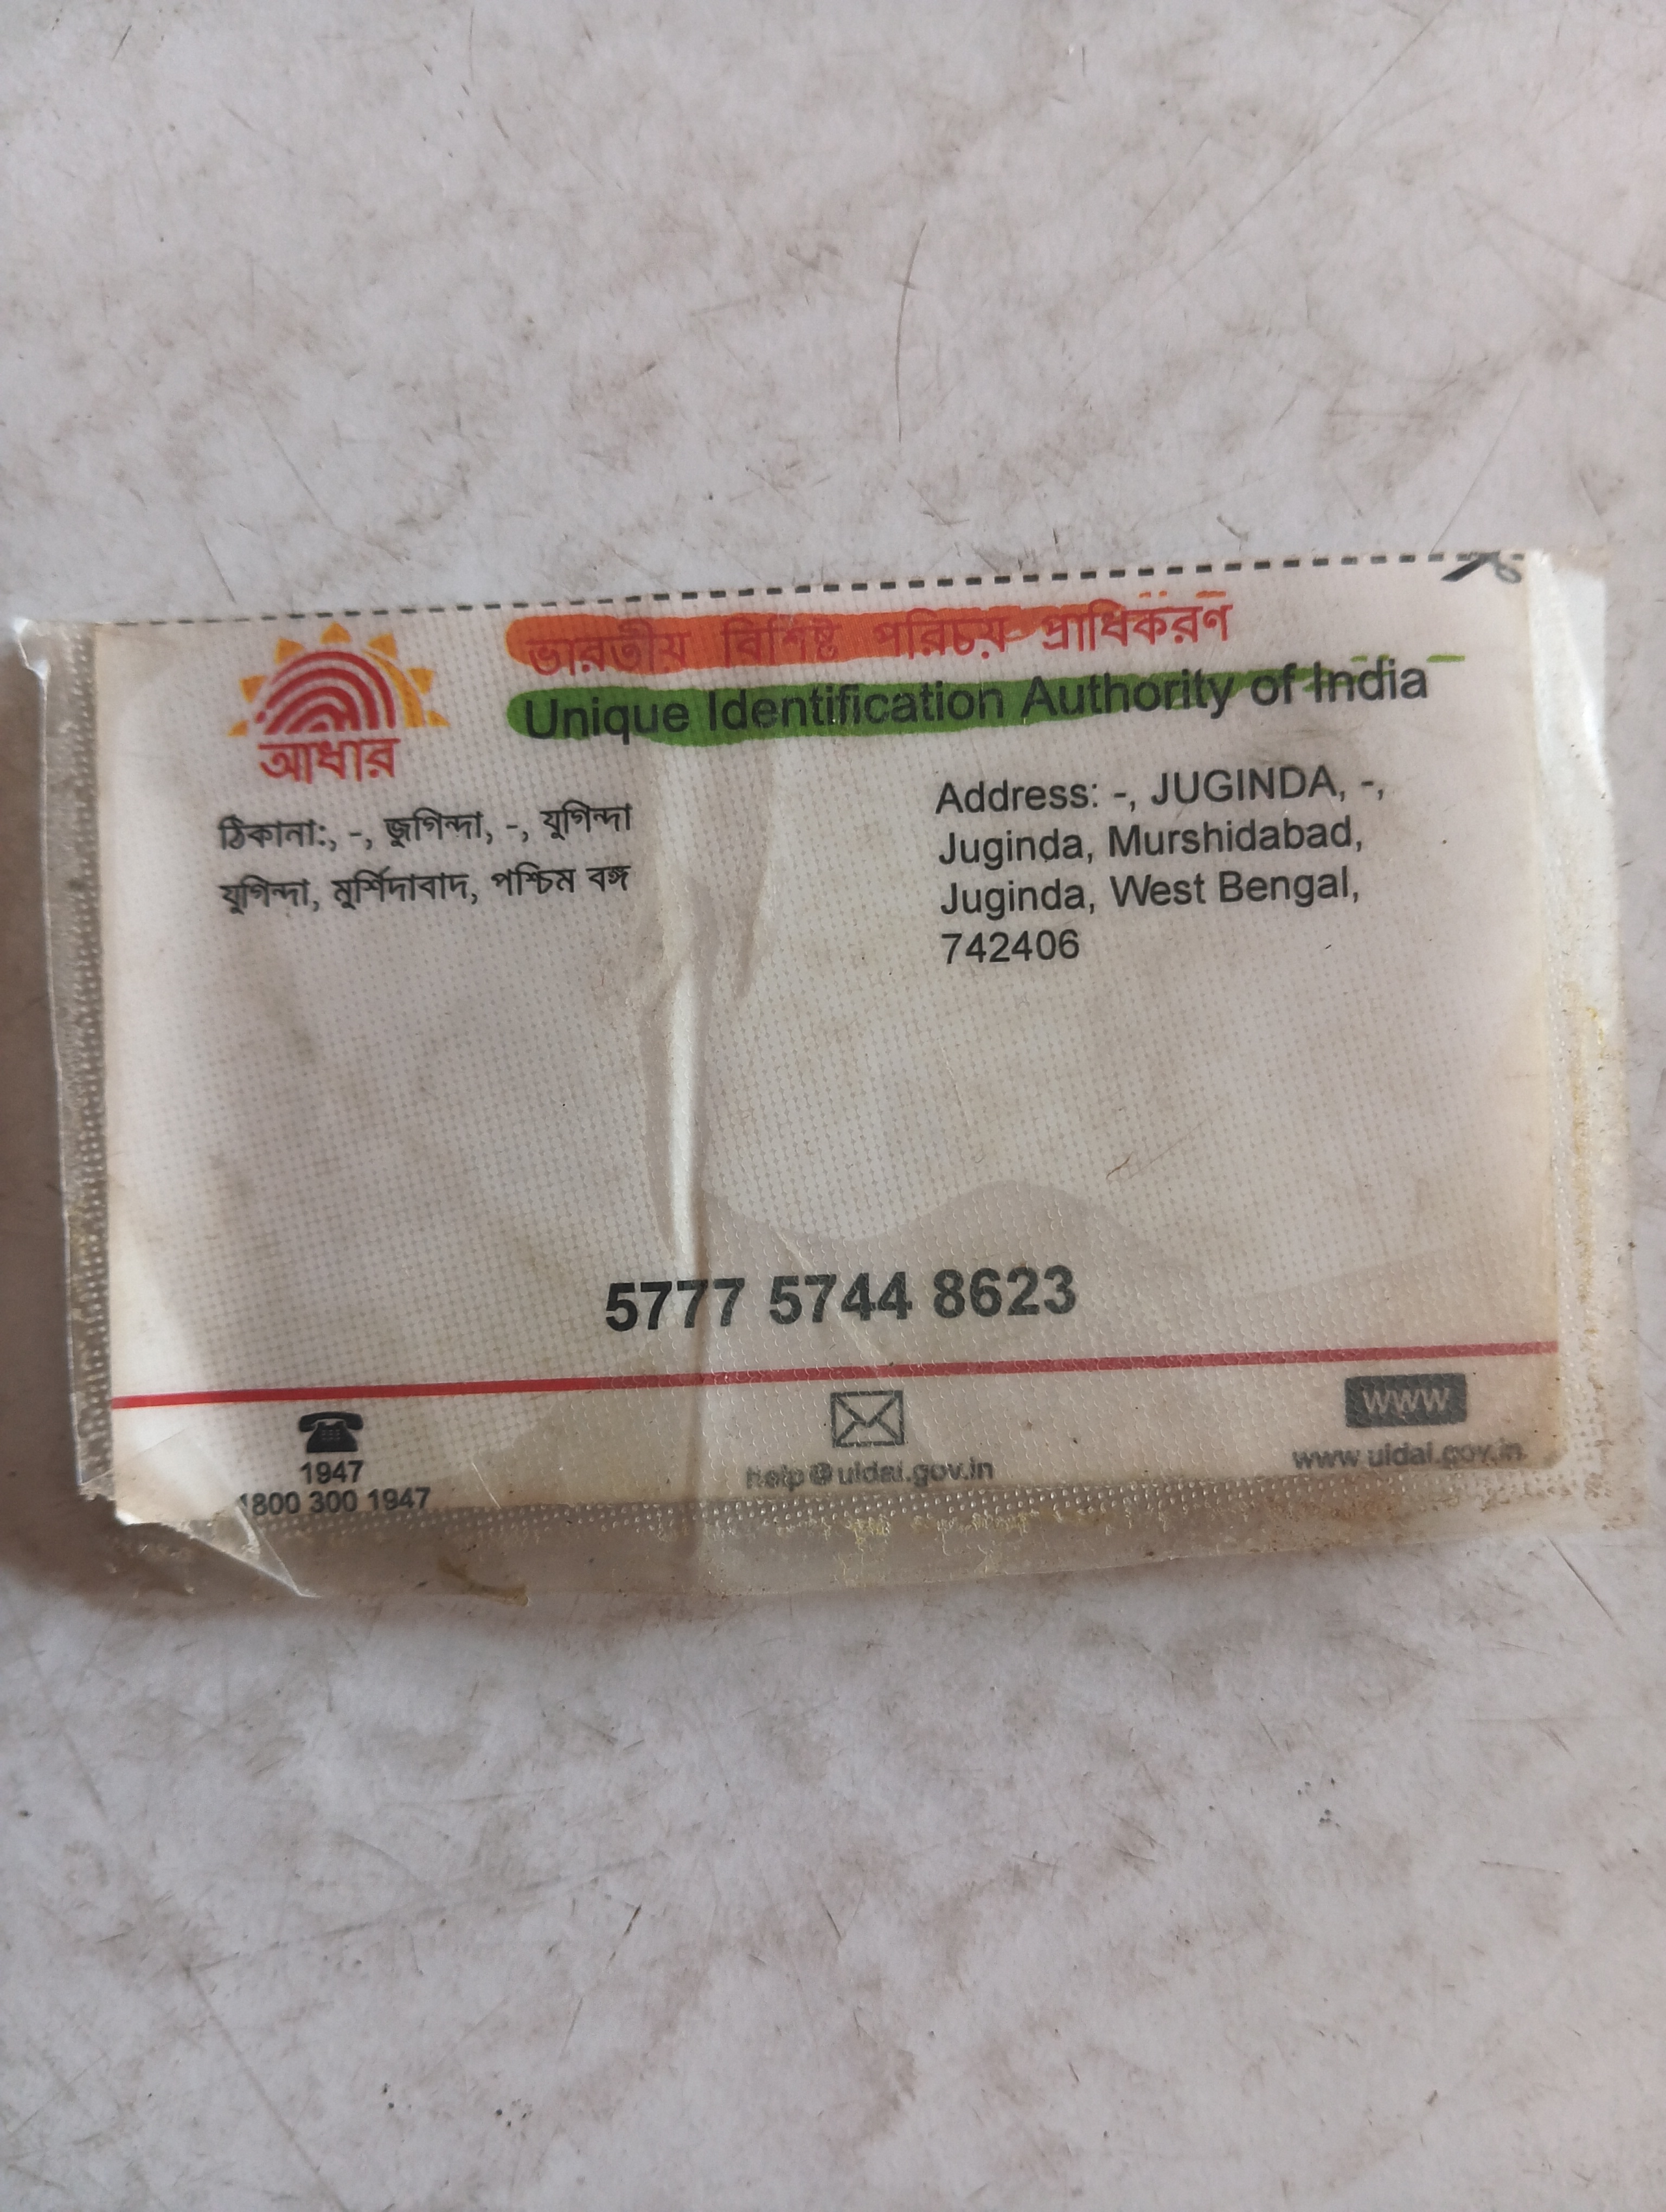 ভারতীয় বিশিষ্ট পরিচয় প্রাধিকরণ
Unique Identification Authority of India
আধার
ঠিকানা:, -, জুগিন্দা, -, যুগিন্দা
যুগিন্দা, মুর্শিদাবাদ, পশ্চিম বঙ্গ
Address: -, JUGINDA, -,
Juginda, Murshidabad,
Juginda, West Bengal,
742406
5777 5744 8623
1947
1800 300 1947
help@uidai.gov.in
WWW
www.uidai.gov.in